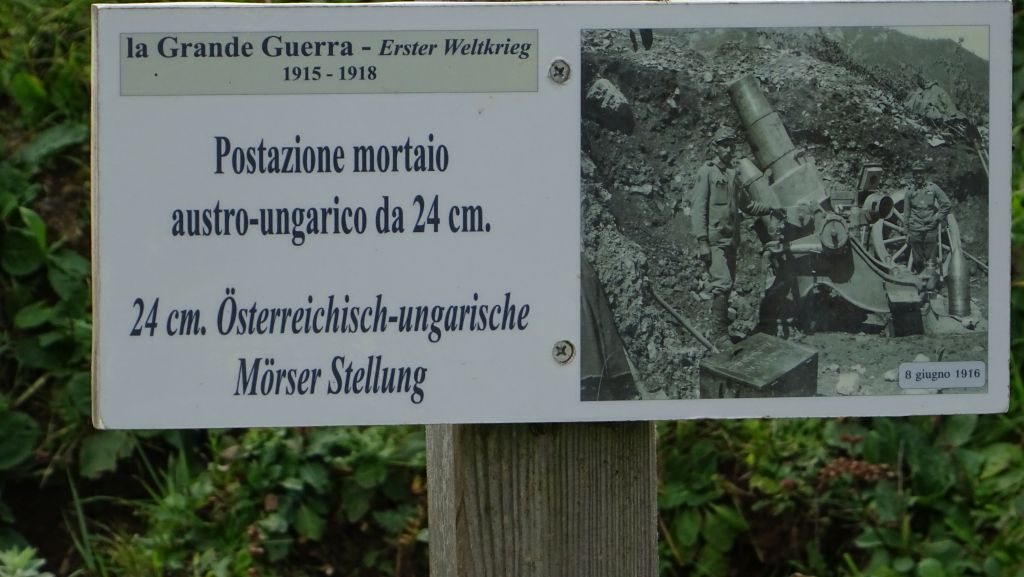 la Grande Guerra - Erster Weltkrieg
1915 - 1918
Postazione mortaio
austro-ungarico da 24 cm.
24 cm. Österreichisch-ungarische
Mörser Stellung
8 giugno 1916